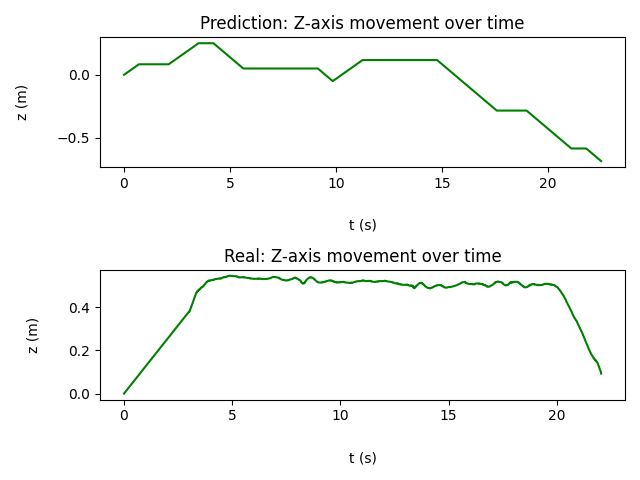 Prediction: Z-axis movement over time
z (m)
0.0
−0.5
0
5
10
15
20
t (s)
Real: Z-axis movement over time
z (m)
0.4
0.2
0.0
0
5
10
15
20
t (s)